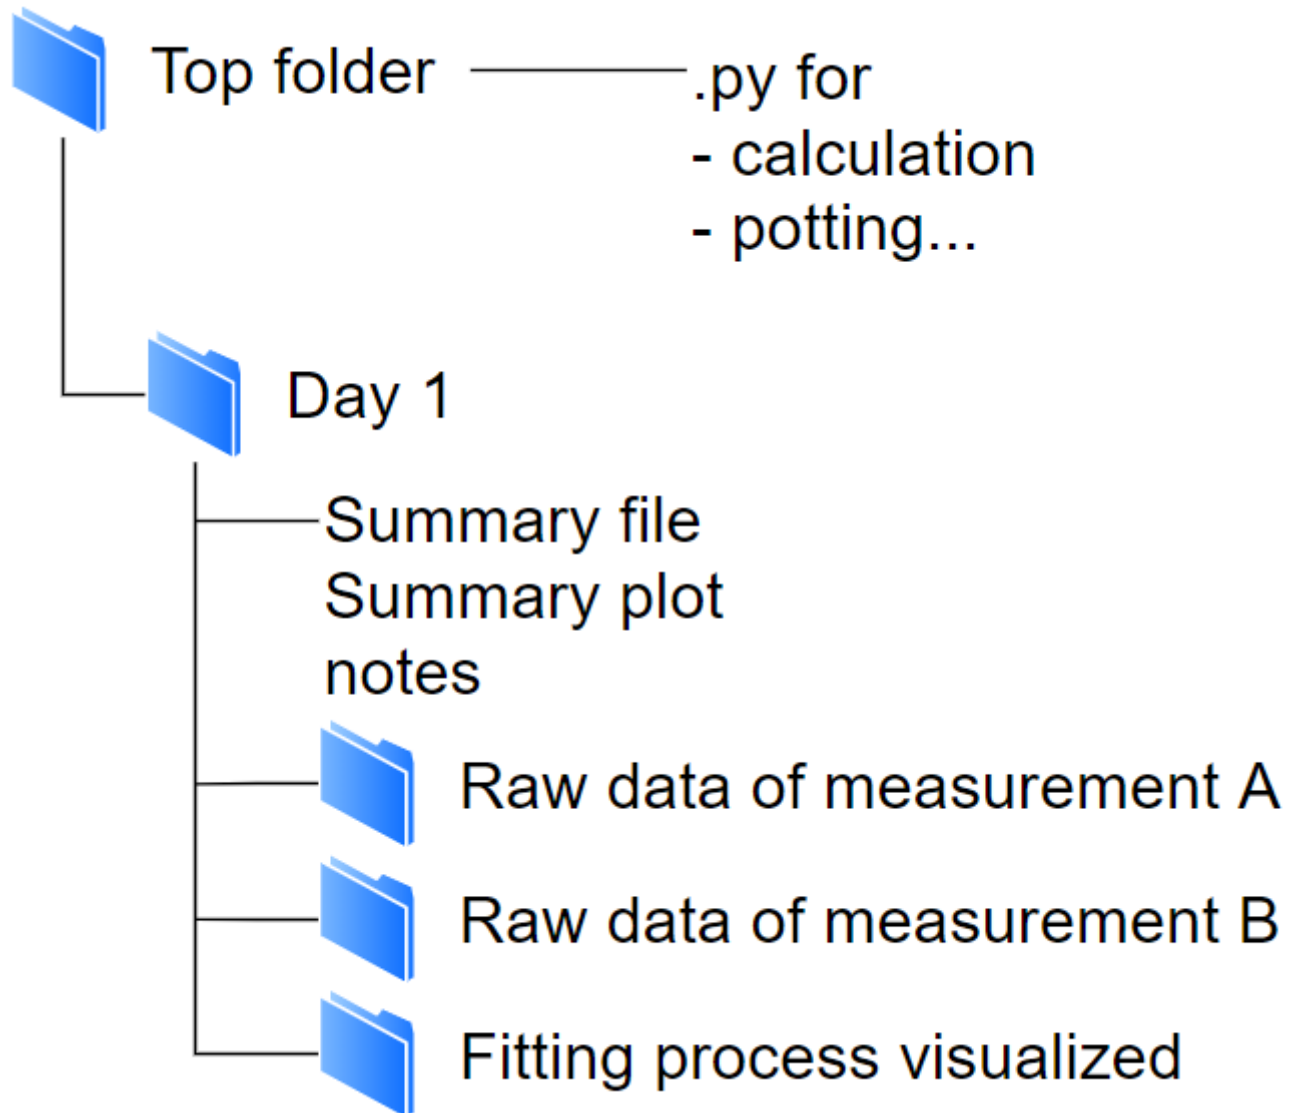 Top folder
.py for
- calculation
- potting...
Day 1
Summary file
Summary plot
notes
Raw data of measurement A
Raw data of measurement B
Fitting process visualized